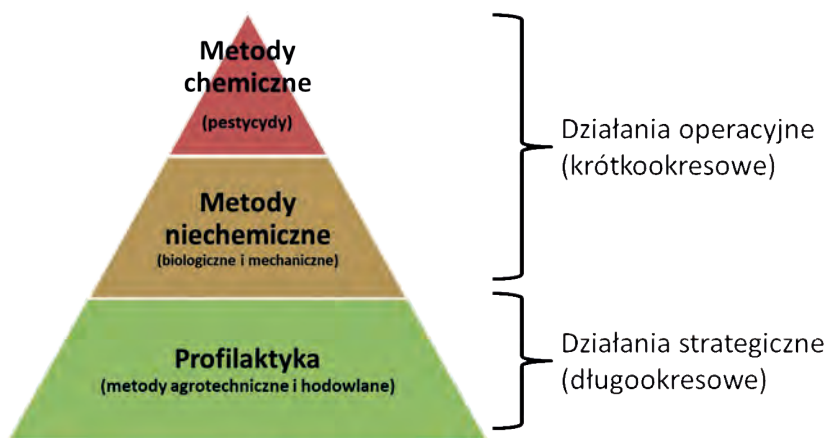 Metody
chemiczne
(pestycydy)
Metody
niechemiczne
(biologiczne i mechaniczne)
Profilaktyka
(metody agrotechniczne i hodowlane)
Działania operacyjne
(krótkookresowe)
Działania strategiczne
(długookresowe)